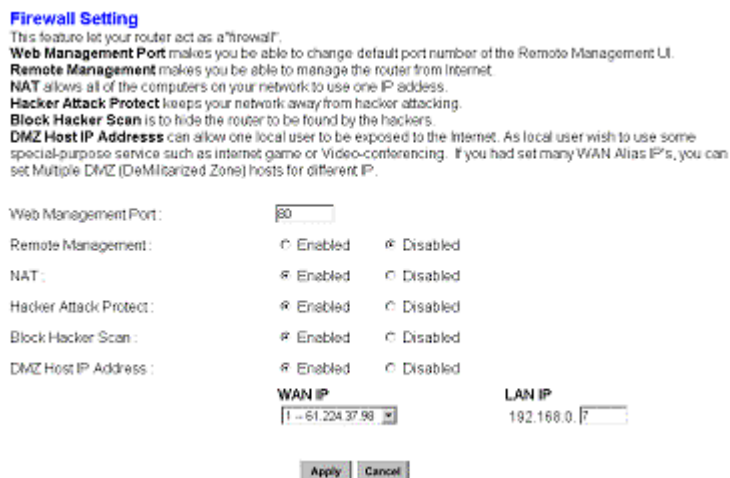 Firewall Setting
This feature let your router act as a"firewall".
Web Management Port makes you be able to change default port number of the Remote Management UI.
Remote Management makes you be able to manage the router from Internet.
NAT allows all of the computers on your network to use one IP addess.
Hacker Attack Protect keeps your network away from hacker attacking.
Block Hacker Scan is to hide the router to be found by the hackers.
DMZ Host IP Addresss can allow one local user to be exposed to the Internet. As local user wish to use some
special-purpose service such as internet game or Video-conferencing. If you had set many WAN Alias IP's, you can
set Multiple DMZ (DeMilitarized Zone) hosts for different IP.
Web Management Port : 80
Remote Management : Enabled Disabled
NAT : Enabled Disabled
Hacker Attack Protect : Enabled Disabled
Block Hacker Scan : Enabled Disabled
DMZ Host IP Address : Enabled Disabled
WAN IP LAN IP
1 -- 61.224.37.98 192.168.0. 7
Apply Cancel